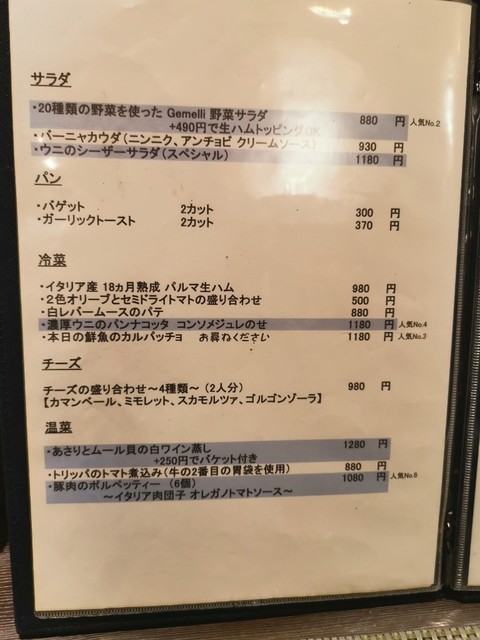 サラダ
・20種類の野菜を使った Gemelli 野菜サラダ 880 円 人気No.2
+490円で生ハムトッピングOK
・バーニャカウダ(ニンニク、アンチョビ クリームソース) 930 円
・ウニのシーザーサラダ(スペシャル) 1180 円
パン
・バゲット 2カット 300 円
・ガーリックトースト 2カット 370 円
冷菜
・イタリア産 18ヵ月熟成 パルマ生ハム 980 円
・2色オリーブとセミドライトマトの盛り合わせ 500 円
・白レバームースのパテ 880 円
・濃厚ウニのパンナコッタ コンソメジュレのせ 1180 円 人気No.4
・本日の鮮魚のカルパッチョ お尋ねください 1180 円 人気No.3
チーズ
チーズの盛り合わせ～4種類～(2人分) 980 円
【カマンベール、ミモレット、スカモルツァ、ゴルゴンゾーラ】
温菜
・あさりとムール貝の白ワイン蒸し 1280 円
+250円でバケット付き
・トリッパのトマト煮込み(牛の2番目の胃袋を使用) 880 円
・豚肉のポルペッティー (6個) 1080 円 人気No.6
～イタリア肉団子 オレガノトマトソース～